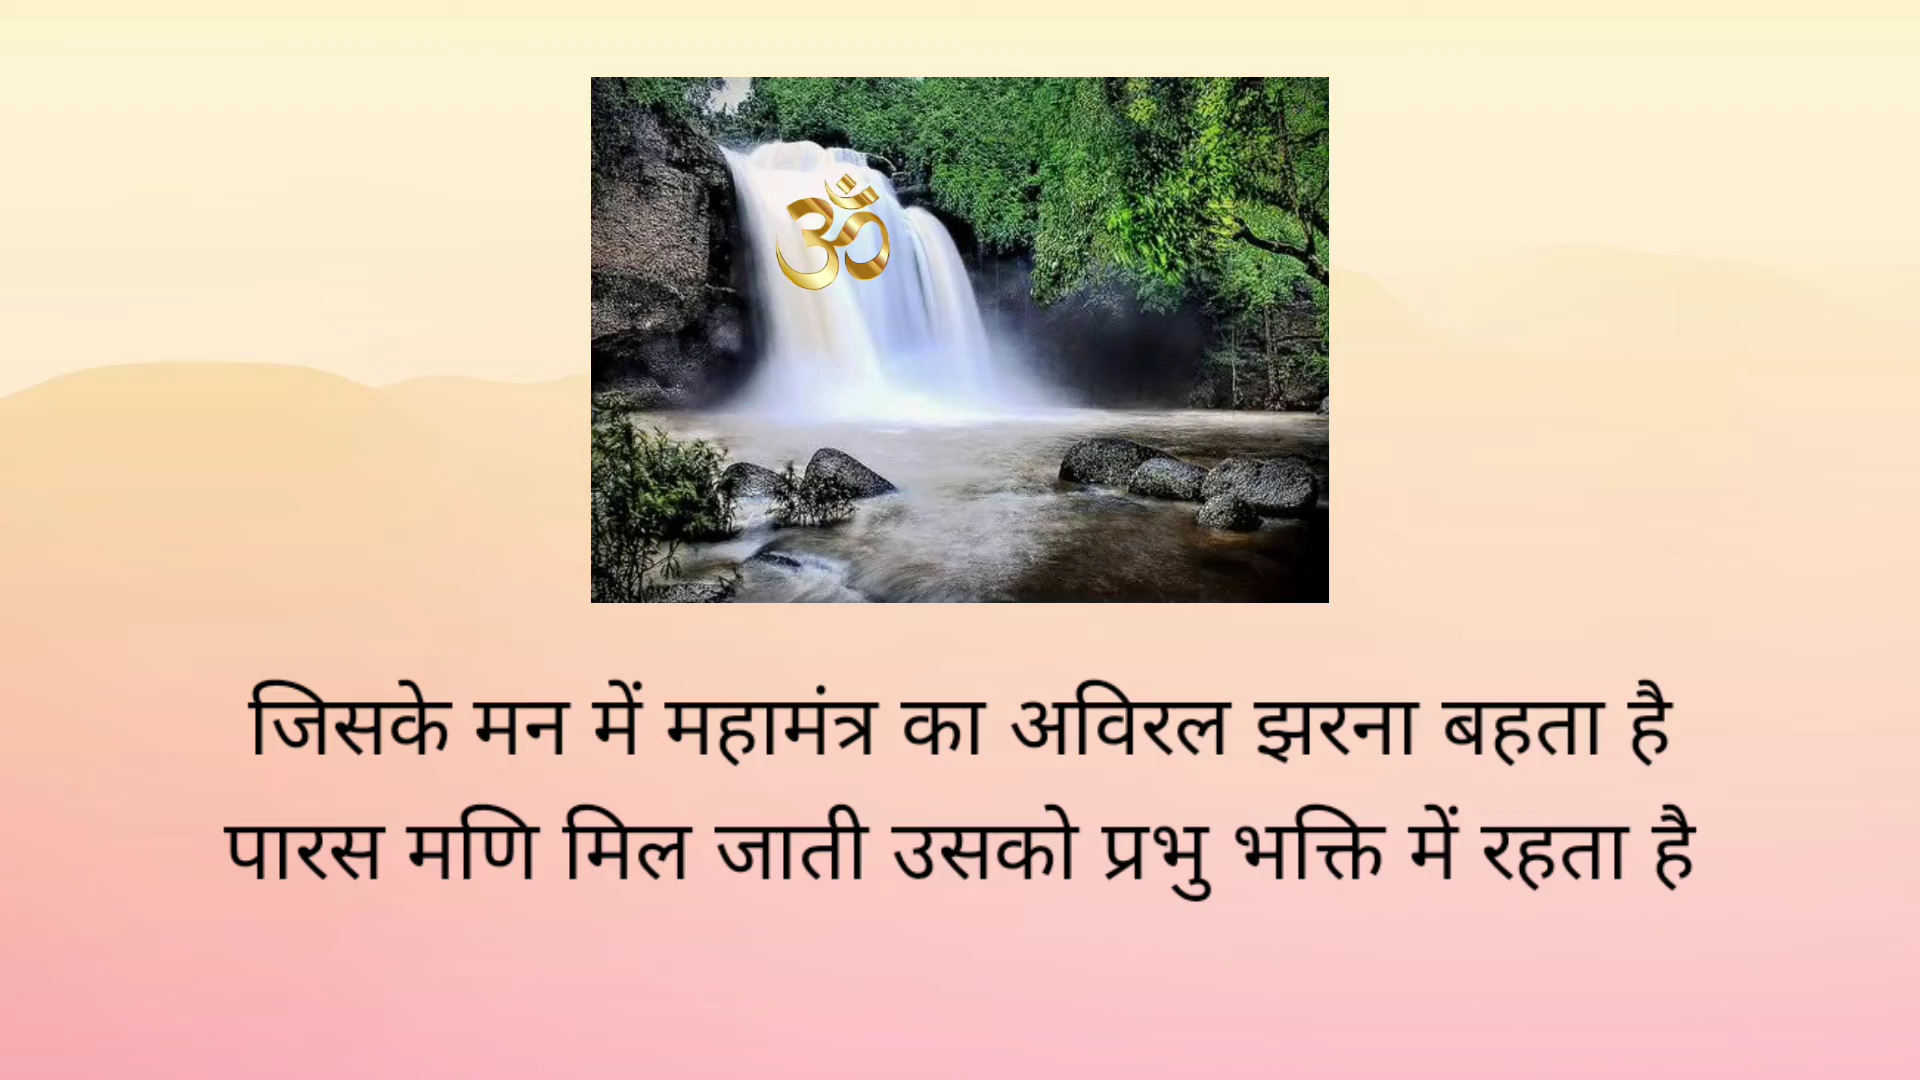 ॐ
जिसके मन में महामंत्र का अविरल झरना बहता है
पारस मणि मिल जाती उसको प्रभु भक्ति में रहता है